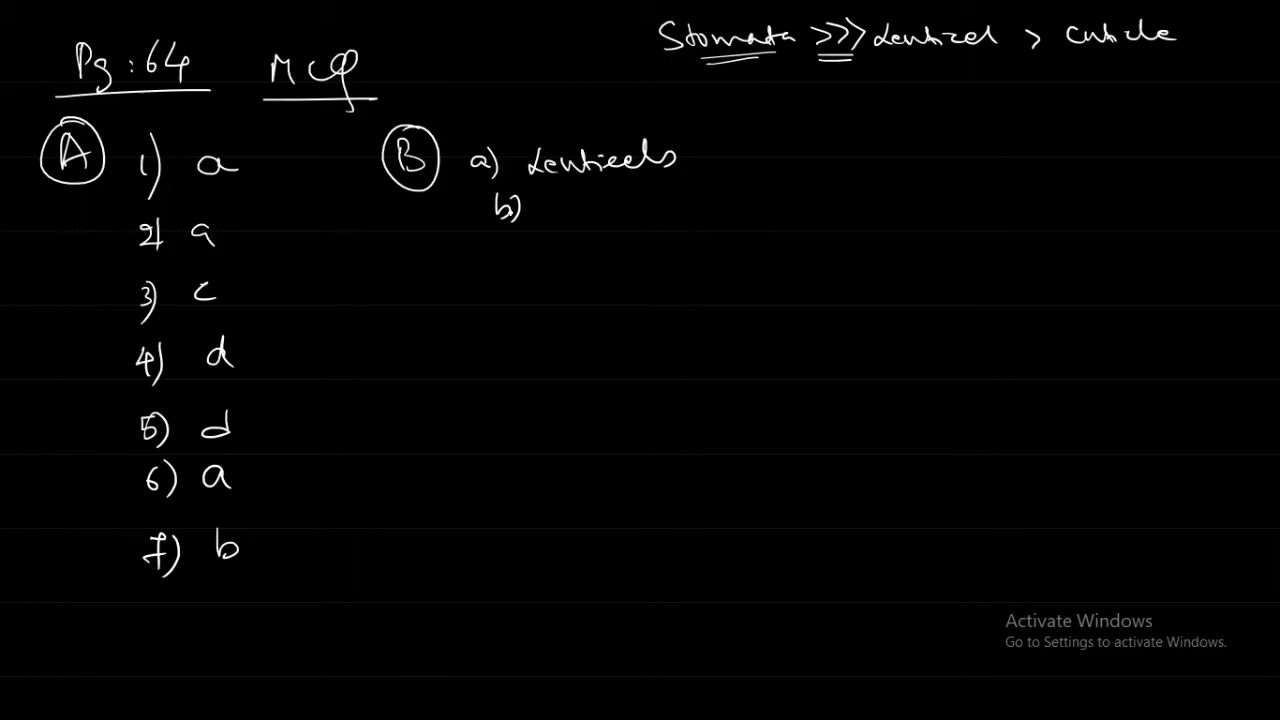 Stomata >>> Lenticel > Cuticle
Pg : 64 MCQ
A 1) a
2) a
3) c
4) d
5) d
6) a
7) b
B a) Lenticels
b)
Activate Windows
Go to Settings to activate Windows.